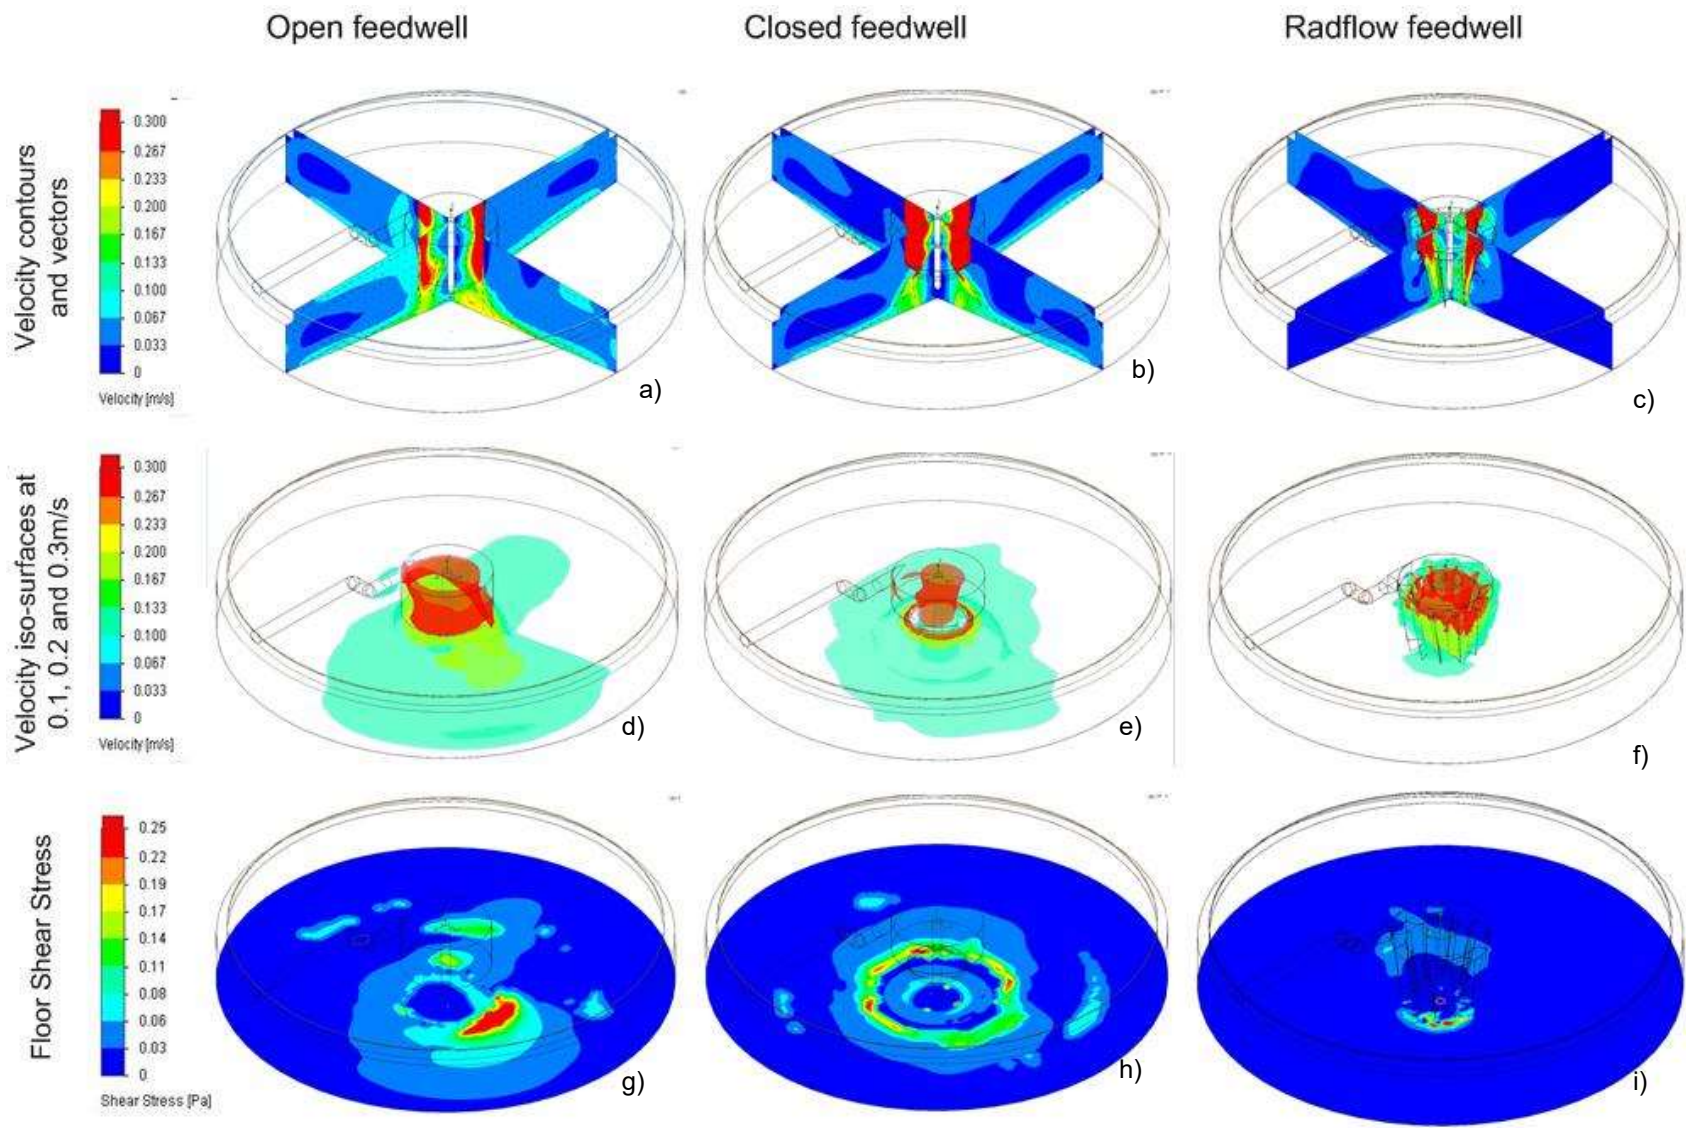 Open feedwell
Closed feedwell
Radflow feedwell
Velocity contours
and vectors
0.300
0.267
0.233
0.200
0.167
0.133
0.100
0.067
0.033
0
Velocity [m/s]
a)
b)
c)
Velocity iso-surfaces at
0.1, 0.2 and 0.3m/s
0.300
0.267
0.233
0.200
0.167
0.133
0.100
0.067
0.033
0
Velocity [m/s]
d)
e)
f)
Floor Shear Stress
0.25
0.22
0.19
0.17
0.14
0.11
0.08
0.06
0.03
0
Shear Stress [Pa]
g)
h)
i)